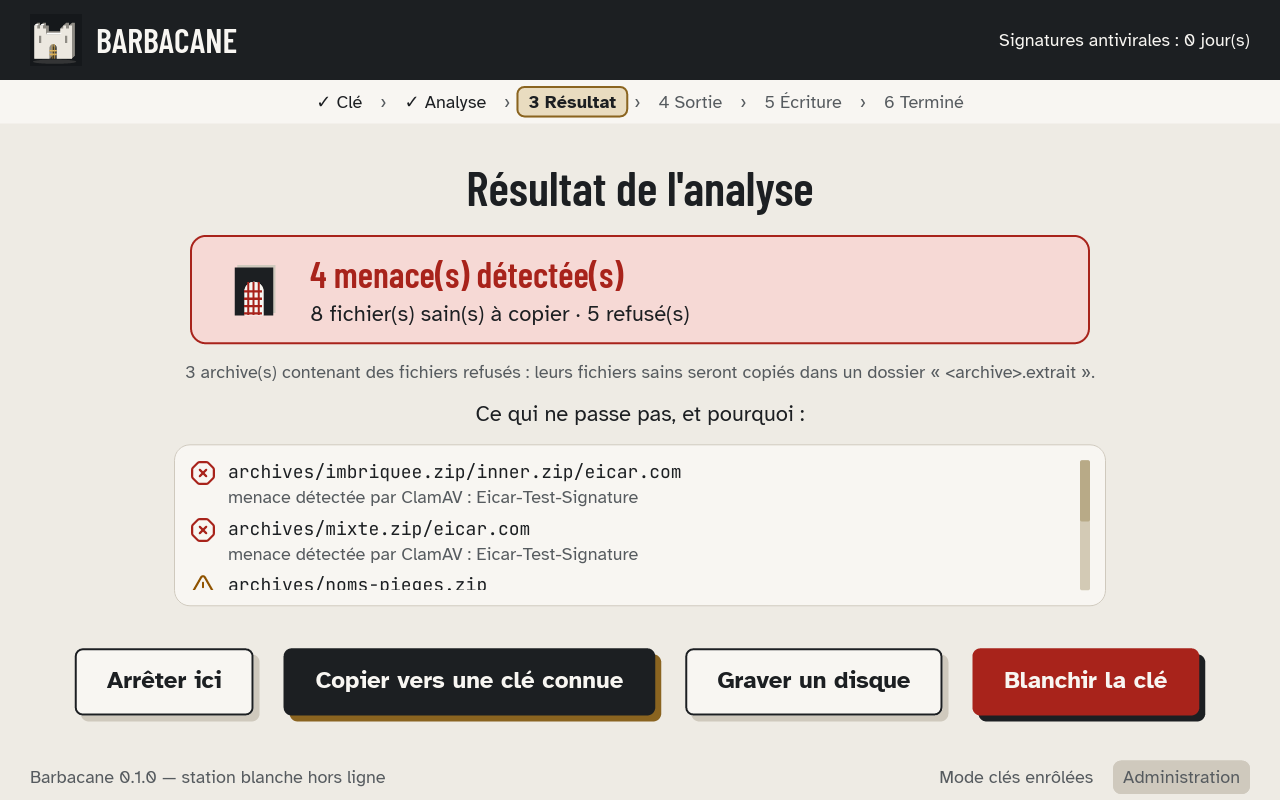 BARBACANE
Signatures antivirales : 0 jour(s)
✓ Clé › ✓ Analyse › 3 Résultat › 4 Sortie › 5 Écriture › 6 Terminé
Résultat de l'analyse
4 menace(s) détectée(s)
8 fichier(s) sain(s) à copier · 5 refusé(s)
3 archive(s) contenant des fichiers refusés : leurs fichiers sains seront copiés dans un dossier « <archive>.extrait ».
Ce qui ne passe pas, et pourquoi :
archives/imbriquee.zip/inner.zip/eicar.com
menace détectée par ClamAV : Eicar-Test-Signature
archives/mixte.zip/eicar.com
menace détectée par ClamAV : Eicar-Test-Signature
archives/noms-pieges.zip
Arrêter ici
Copier vers une clé connue
Graver un disque
Blanchir la clé
Barbacane 0.1.0 — station blanche hors ligne
Mode clés enrôlées
Administration